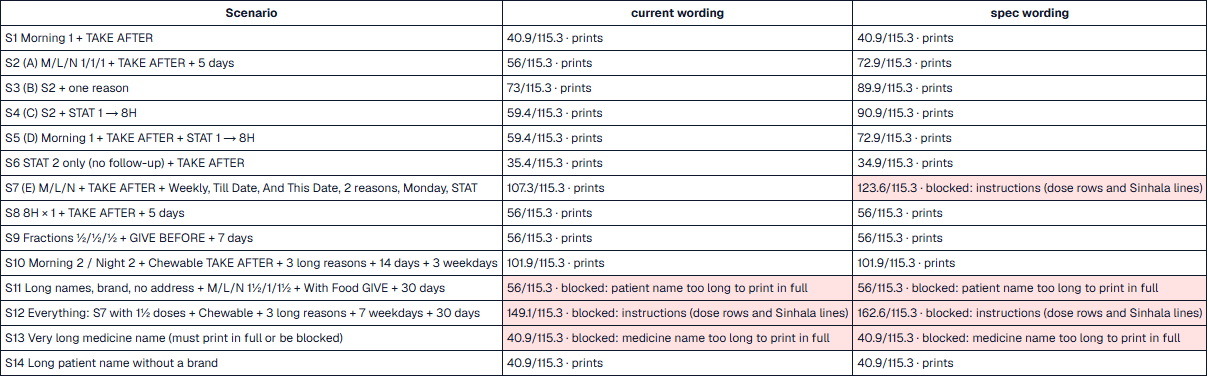 Scenario current wording spec wording
S1 Morning 1 + TAKE AFTER 40.9/115.3 · prints 40.9/115.3 · prints
S2 (A) M/L/N 1/1/1 + TAKE AFTER + 5 days 56/115.3 · prints 72.9/115.3 · prints
S3 (B) S2 + one reason 73/115.3 · prints 89.9/115.3 · prints
S4 (C) S2 + STAT 1 → 8H 59.4/115.3 · prints 90.9/115.3 · prints
S5 (D) Morning 1 + TAKE AFTER + STAT 1 → 8H 59.4/115.3 · prints 72.9/115.3 · prints
S6 STAT 2 only (no follow-up) + TAKE AFTER 35.4/115.3 · prints 34.9/115.3 · prints
S7 (E) M/L/N + TAKE AFTER + Weekly, Till Date, And This Date, 2 reasons, Monday, STAT 107.3/115.3 · prints 123.6/115.3 · blocked: instructions (dose rows and Sinhala lines)
S8 8H × 1 + TAKE AFTER + 5 days 56/115.3 · prints 56/115.3 · prints
S9 Fractions ½/½/½ + GIVE BEFORE + 7 days 56/115.3 · prints 56/115.3 · prints
S10 Morning 2 / Night 2 + Chewable TAKE AFTER + 3 long reasons + 14 days + 3 weekdays 101.9/115.3 · prints 101.9/115.3 · prints
S11 Long names, brand, no address + M/L/N 1½/1/1½ + With Food GIVE + 30 days 56/115.3 · blocked: patient name too long to print in full 56/115.3 · blocked: patient name too long to print in full
S12 Everything: S7 with 1½ doses + Chewable + 3 long reasons + 7 weekdays + 30 days 149.1/115.3 · blocked: instructions (dose rows and Sinhala lines) 162.6/115.3 · blocked: instructions (dose rows and Sinhala lines)
S13 Very long medicine name (must print in full or be blocked) 40.9/115.3 · blocked: medicine name too long to print in full 40.9/115.3 · blocked: medicine name too long to print in full
S14 Long patient name without a brand 40.9/115.3 · prints 40.9/115.3 · prints